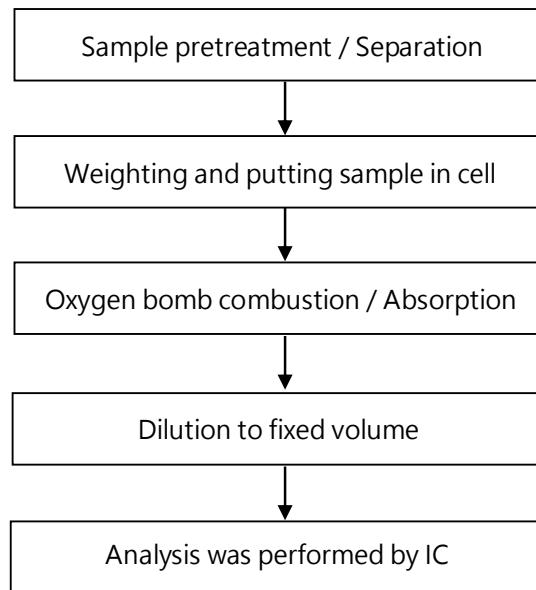 Sample pretreatment / Separation
Weighting and putting sample in cell
Oxygen bomb combustion / Absorption
Dilution to fixed volume
Analysis was performed by IC